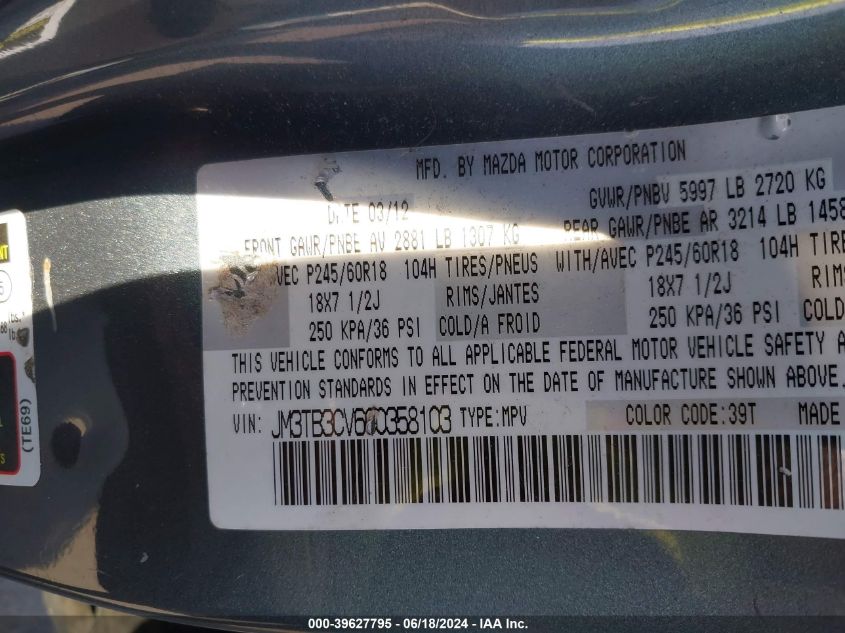 MFD. BY MAZDA MOTOR CORPORATION
DATE 03/12
GVWR/PNBV 5997 LB 2720 KG
FRONT GAWR/PNBE AV 2881 LB 1307 KG
REAR GAWR/PNBE AR 3214 LB 1458
VEC P245/60R18 104H TIRES/PNEUS WITH/AVEC P245/60R18 104H TIRE
18X7 1/2J RIMS/JANTES 18X7 1/2J RIMS
250 KPA/36 PSI COLD/A FROID 250 KPA/36 PSI COLD/
THIS VEHICLE CONFORMS TO ALL APPLICABLE FEDERAL MOTOR VEHICLE SAFETY A
PREVENTION STANDARDS IN EFFECT ON THE DATE OF MANUFACTURE SHOWN ABOVE.
VIN: JM3TB3CV6C0358103 TYPE:MPV COLOR CODE:39T MADE
(TE69)
000-39627795 - 06/18/2024 - IAA Inc.